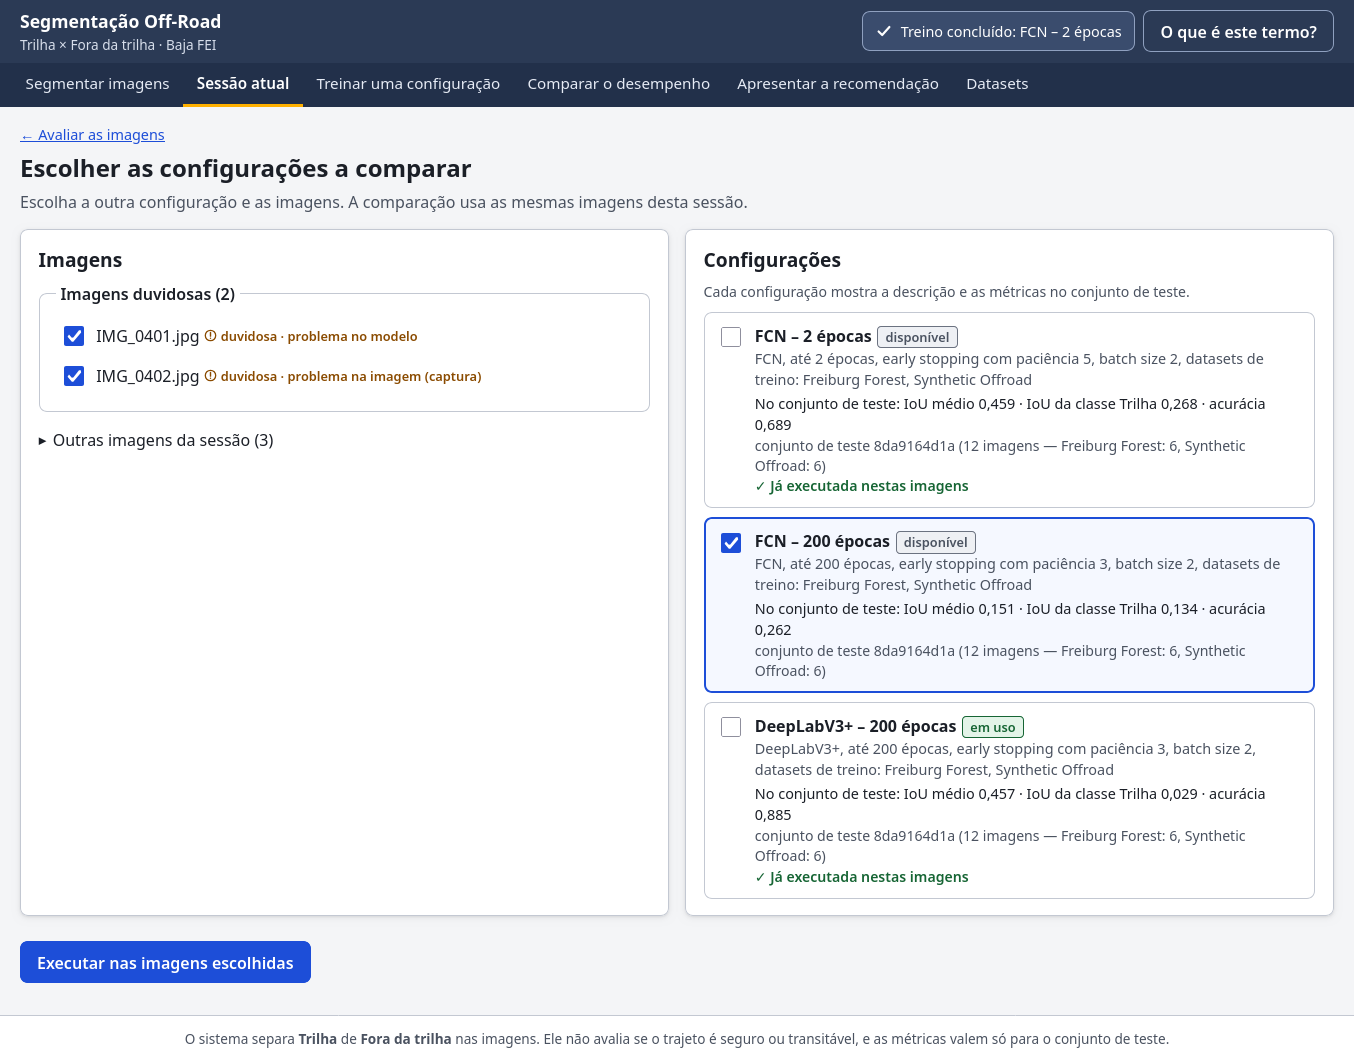 Segmentação Off-Road
Trilha × Fora da trilha · Baja FEI
Treino concluído: FCN – 2 épocas
O que é este termo?
Segmentar imagens
Sessão atual
Treinar uma configuração
Comparar o desempenho
Apresentar a recomendação
Datasets
← Avaliar as imagens
Escolher as configurações a comparar
Escolha a outra configuração e as imagens. A comparação usa as mesmas imagens desta sessão.
Imagens
Imagens duvidosas (2)
IMG_0401.jpg duvidosa · problema no modelo
IMG_0402.jpg duvidosa · problema na imagem (captura)
▸ Outras imagens da sessão (3)
Configurações
Cada configuração mostra a descrição e as métricas no conjunto de teste.
FCN – 2 épocas disponível
FCN, até 2 épocas, early stopping com paciência 5, batch size 2, datasets de
treino: Freiburg Forest, Synthetic Offroad
No conjunto de teste: IoU médio 0,459 · IoU da classe Trilha 0,268 · acurácia
0,689
conjunto de teste 8da9164d1a (12 imagens — Freiburg Forest: 6, Synthetic
Offroad: 6)
✓ Já executada nestas imagens
FCN – 200 épocas disponível
FCN, até 200 épocas, early stopping com paciência 3, batch size 2, datasets de
treino: Freiburg Forest, Synthetic Offroad
No conjunto de teste: IoU médio 0,151 · IoU da classe Trilha 0,134 · acurácia
0,262
conjunto de teste 8da9164d1a (12 imagens — Freiburg Forest: 6, Synthetic
Offroad: 6)
DeepLabV3+ – 200 épocas em uso
DeepLabV3+, até 200 épocas, early stopping com paciência 3, batch size 2,
datasets de treino: Freiburg Forest, Synthetic Offroad
No conjunto de teste: IoU médio 0,457 · IoU da classe Trilha 0,029 · acurácia
0,885
conjunto de teste 8da9164d1a (12 imagens — Freiburg Forest: 6, Synthetic
Offroad: 6)
✓ Já executada nestas imagens
Executar nas imagens escolhidas
O sistema separa Trilha de Fora da trilha nas imagens. Ele não avalia se o trajeto é seguro ou transitável, e as métricas valem só para o conjunto de teste.